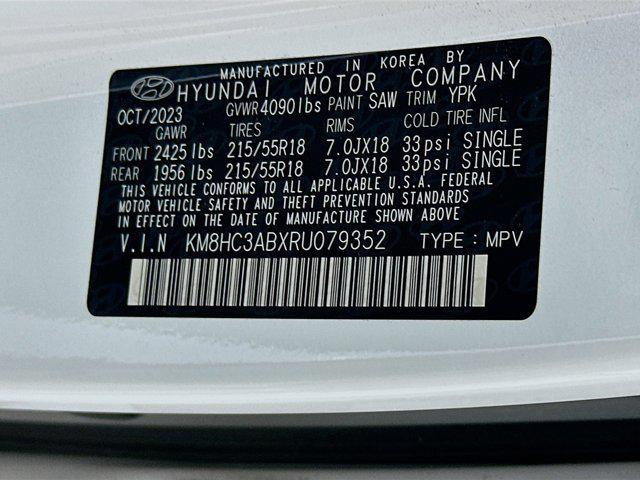 MANUFACTURED IN KOREA BY
HYUNDAI MOTOR COMPANY
OCT/2023 GVWR 4090lbs PAINT SAW TRIM YPK
GAWR TIRES RIMS COLD TIRE INFL
FRONT 2425 lbs 215/55R18 7.0JX18 33psi SINGLE
REAR 1956 lbs 215/55R18 7.0JX18 33psi SINGLE
THIS VEHICLE CONFORMS TO ALL APPLICABLE U.S.A. FEDERAL
MOTOR VEHICLE SAFETY AND THEFT PREVENTION STANDARDS
IN EFFECT ON THE DATE OF MANUFACTURE SHOWN ABOVE
V.I.N KM8HC3ABXRU079352 TYPE : MPV